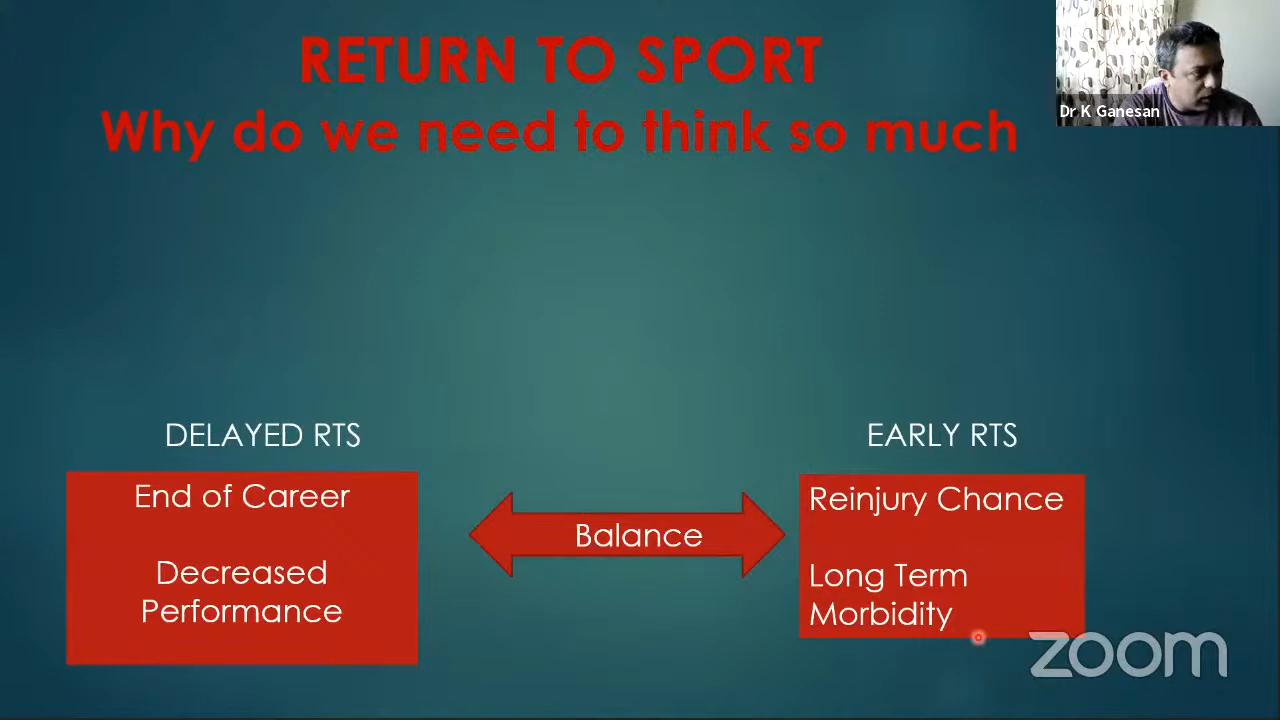 RETURN TO SPORT
Why do we need to think so much
Dr K Ganesan
DELAYED RTS
End of Career
Decreased
Performance
Balance
EARLY RTS
Reinjury Chance
Long Term
Morbidity
zoom